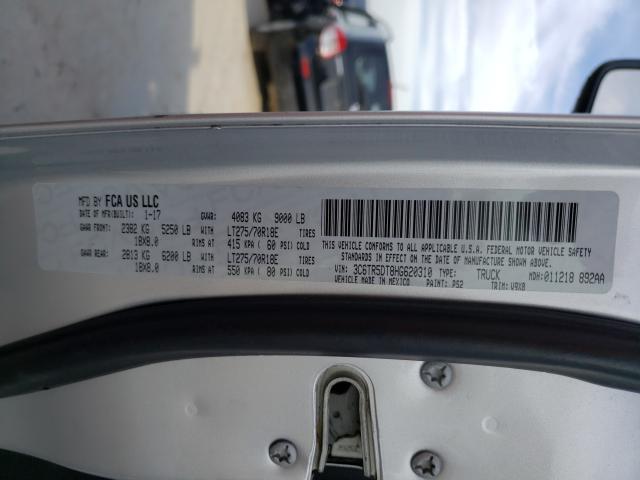 MFD BY FCA US LLC
DATE OF MFR(BUILT): 1-17 GVWR: 4083 KG 9000 LB
GAWR FRONT: 2382 KG 5250 LB WITH LT275/70R18E TIRES
18X8.0 RIMS AT 415 KPA ( 60 PSI) COLD
GAWR REAR: 2813 KG 6200 LB WITH LT275/70R18E TIRES
18X8.0 RIMS AT 550 KPA ( 80 PSI) COLD
THIS VEHICLE CONFORMS TO ALL APPLICABLE U.S.A. FEDERAL MOTOR VEHICLE SAFETY
STANDARDS IN EFFECT ON THE DATE OF MANUFACTURE SHOWN ABOVE.
VIN: 3C6TR5DT8HG620310 TYPE: TRUCK MDH: 011218 892AA
VEHICLE MADE IN MEXICO PAINT: PS2 TRIM: V9X8